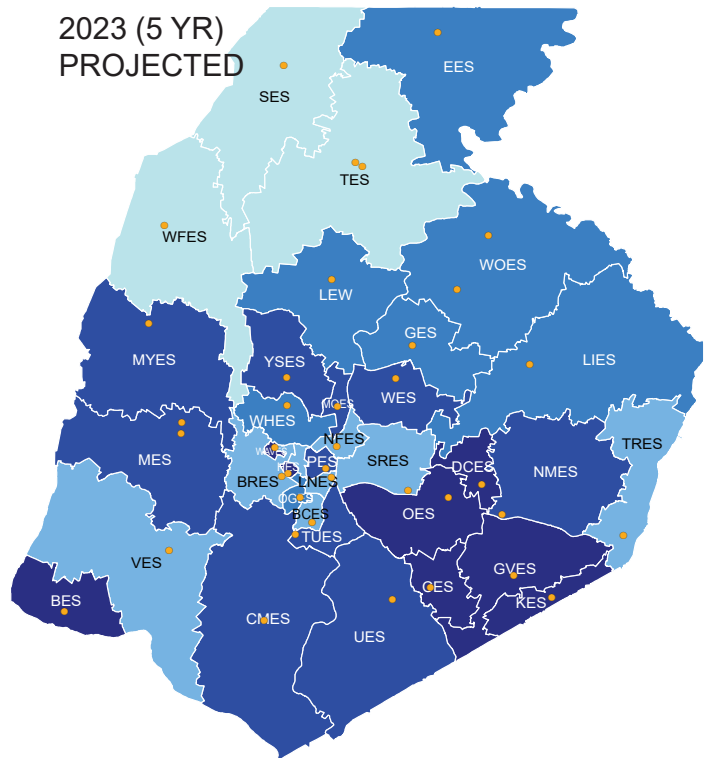 2023 (5 YR)
PROJECTED
EES
SES
TES
WFES
WOES
LEW
GES
MYES
YSES
LIES
WES
MOES
WHES
NFES
TRES
MES
SRES
PES
DCES
NMES
BRES
LNES
OES
BCES
TUES
VES
GVES
BES
CES
KES
CMES
UES